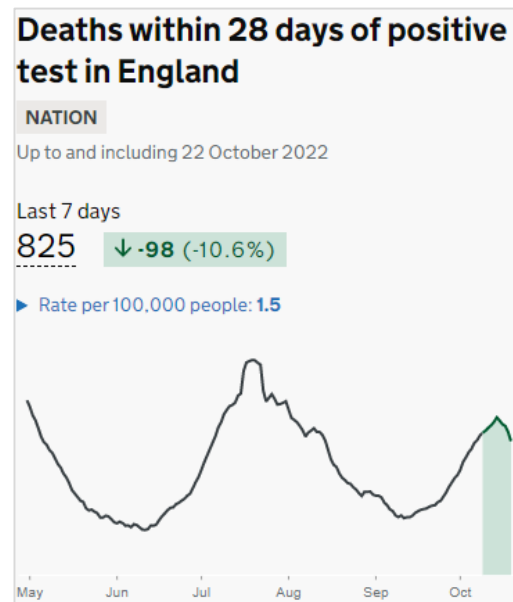 Deaths within 28 days of positive
test in England
NATION
Up to and including 22 October 2022
Last 7 days
825 ↓ -98 (-10.6%)
▶ Rate per 100,000 people: 1.5
May Jun Jul Aug Sep Oct